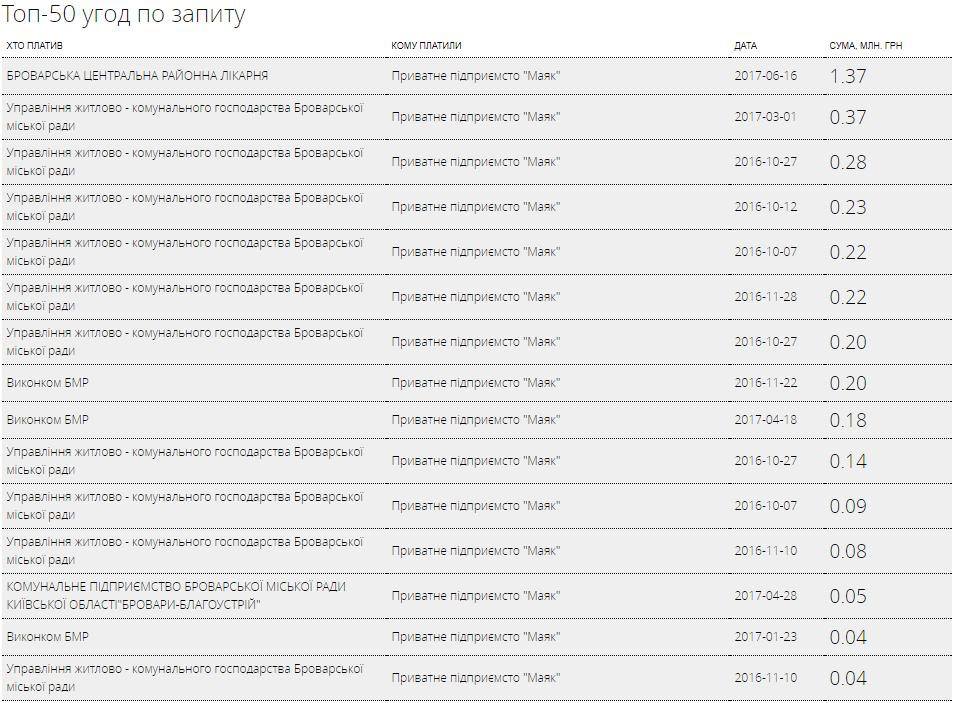 Топ-50 угод по запиту
ХТО ПЛАТИВ КОМУ ПЛАТИЛИ ДАТА СУМА, МЛН. ГРН
БРОВАРСЬКА ЦЕНТРАЛЬНА РАЙОННА ЛІКАРНЯ Приватне підприємсто "Маяк" 2017-06-16 1.37
Управління житлово - комунального господарства Броварської
міської ради Приватне підприємсто "Маяк" 2017-03-01 0.37
Управління житлово - комунального господарства Броварської
міської ради Приватне підприємсто "Маяк" 2016-10-27 0.28
Управління житлово - комунального господарства Броварської
міської ради Приватне підприємсто "Маяк" 2016-10-12 0.23
Управління житлово - комунального господарства Броварської
міської ради Приватне підприємсто "Маяк" 2016-10-07 0.22
Управління житлово - комунального господарства Броварської
міської ради Приватне підприємсто "Маяк" 2016-11-28 0.22
Управління житлово - комунального господарства Броварської
міської ради Приватне підприємсто "Маяк" 2016-10-27 0.20
Виконком БМР Приватне підприємсто "Маяк" 2016-11-22 0.20
Виконком БМР Приватне підприємсто "Маяк" 2017-04-18 0.18
Управління житлово - комунального господарства Броварської
міської ради Приватне підприємсто "Маяк" 2016-10-27 0.14
Управління житлово - комунального господарства Броварської
міської ради Приватне підприємсто "Маяк" 2016-10-07 0.09
Управління житлово - комунального господарства Броварської
міської ради Приватне підприємсто "Маяк" 2016-11-10 0.08
КОМУНАЛЬНЕ ПІДПРИЄМСТВО БРОВАРСЬКОЇ МІСЬКОЇ РАДИ
КИЇВСЬКОЇ ОБЛАСТІ"БРОВАРИ-БЛАГОУСТРІЙ" Приватне підприємсто "Маяк" 2017-04-28 0.05
Виконком БМР Приватне підприємсто "Маяк" 2017-01-23 0.04
Управління житлово - комунального господарства Броварської
міської ради Приватне підприємсто "Маяк" 2016-11-10 0.04